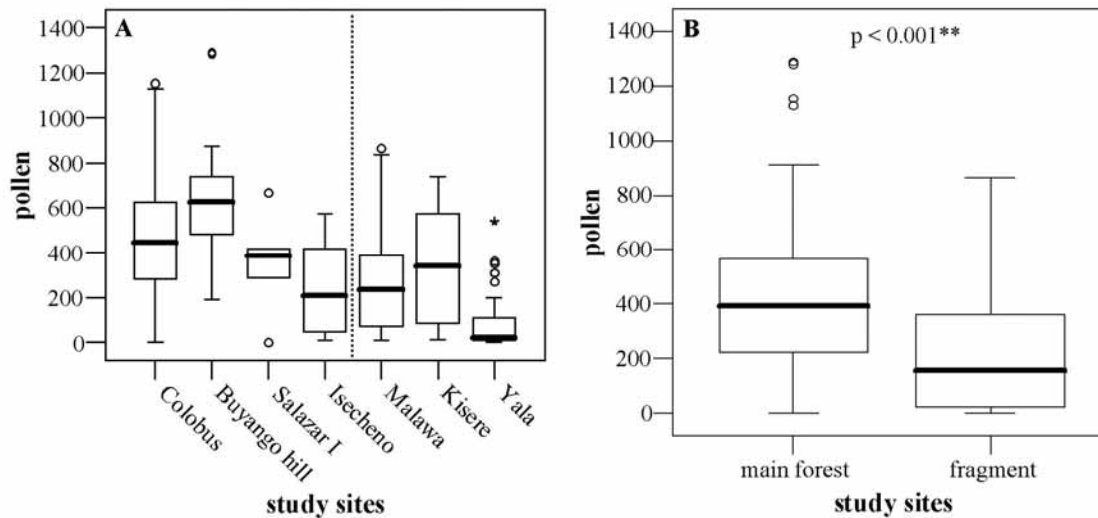 A
1400
1200
1000
800
600
400
200
0
pollen
Colobus
Buyango hill
Salazar I
Isecheno
Malawa
Kisere
Yala
study sites
B
p < 0.001**
1400
1200
1000
800
600
400
200
0
pollen
main forest
fragment
study sites